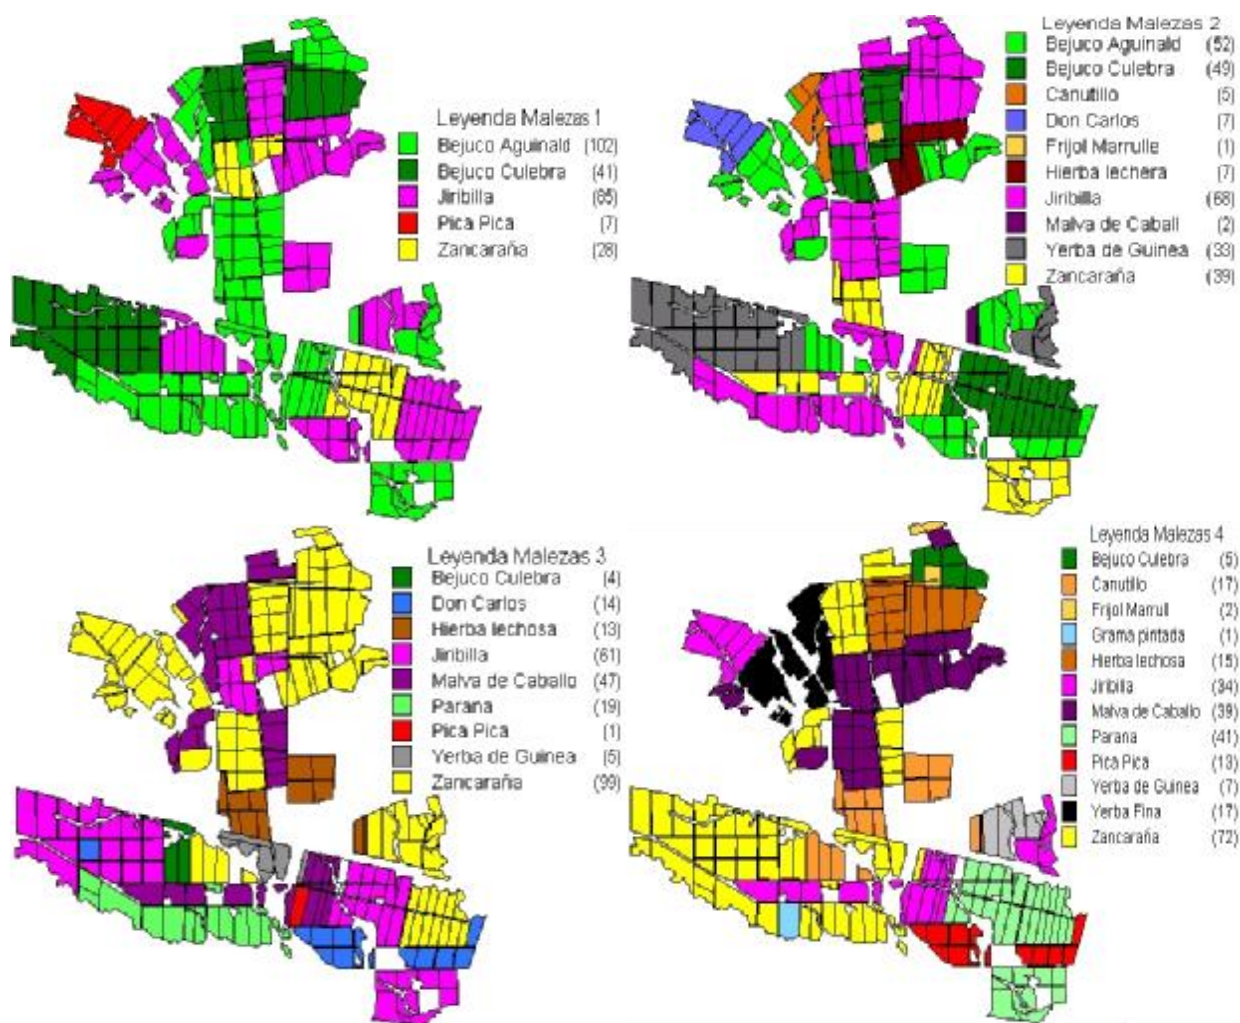 Leyenda Malezas 1
Bejuco Aguinald (102)
Bejuco Culebra (41)
Jiribilla (85)
Pica Pica (7)
Zancaraña (28)
Leyenda Malezas 2
Bejuco Aguinald (52)
Bejuco Culebra (49)
Canutillo (5)
Don Carlos (7)
Frijol Marrulle (1)
Hierba lechera (7)
Jiribilla (68)
Malva de Caball (2)
Yerba de Guinea (33)
Zancaraña (39)
Leyenda Malezas 3
Bejuco Culebra (4)
Don Carlos (14)
Hierba lechosa (13)
Jiribilla (61)
Malva de Caballo (47)
Parana (19)
Pica Pica (1)
Yerba de Guinea (5)
Zancaraña (99)
Leyenda Malezas 4
Bejuco Culebra (5)
Canutillo (17)
Frijol Marrull (2)
Grama pintada (1)
Hierba lechosa (15)
Jiribilla (34)
Malva de Caballo (39)
Parana (41)
Pica Pica (13)
Yerba de Guinea (7)
Yerba Fina (17)
Zancaraña (72)